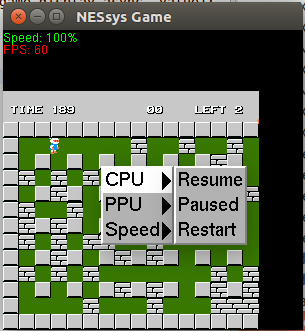 NESsys Game
Speed: 100%
FPS: 60
TIME 189 00 LEFT 2
CPU Resume
PPU Paused
Speed Restart